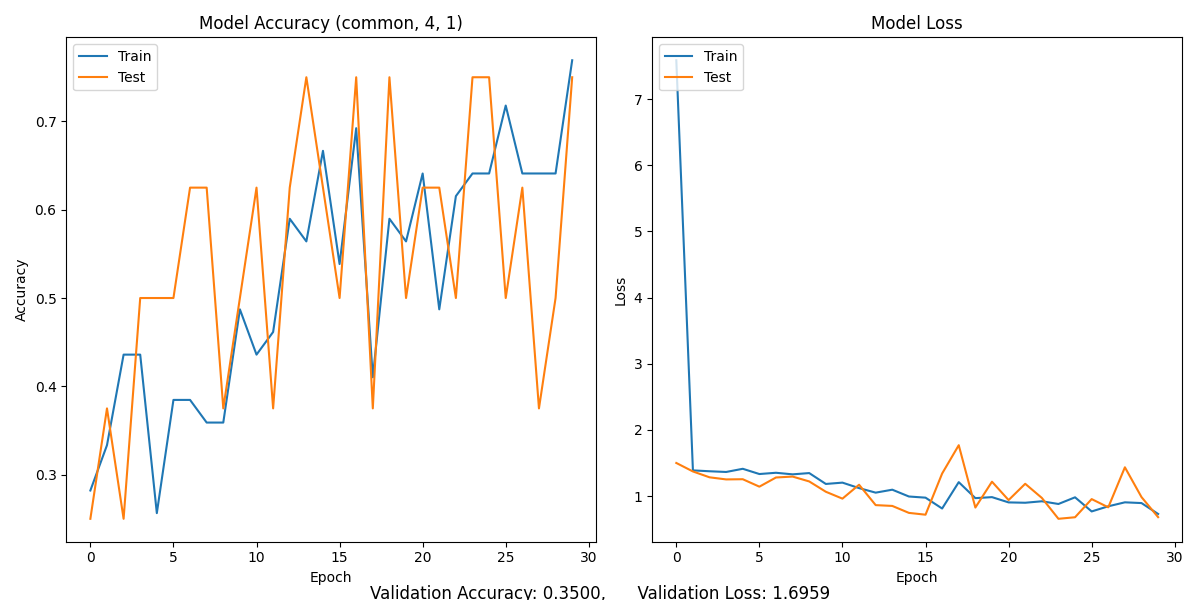 Model Accuracy (common, 4, 1)
Train
Test
0.7
0.6
0.5
0.4
0.3
Accuracy
0 5 10 15 20 25 30
Epoch
Model Loss
Train
Test
7
6
5
4
3
2
1
Loss
0 5 10 15 20 25 30
Epoch
Validation Accuracy: 0.3500, Validation Loss: 1.6959